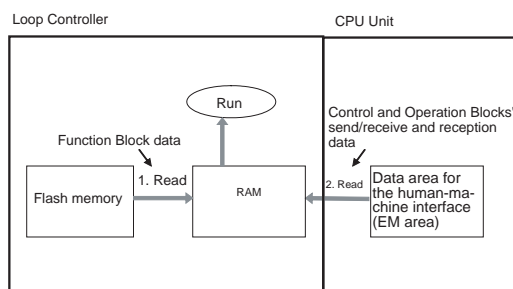 Loop Controller
CPU Unit
Run
Control and Operation Blocks'
send/receive and reception
data
Function Block data
1. Read
2. Read
Flash memory
RAM
Data area for
the human-ma-
chine interface
(EM area)